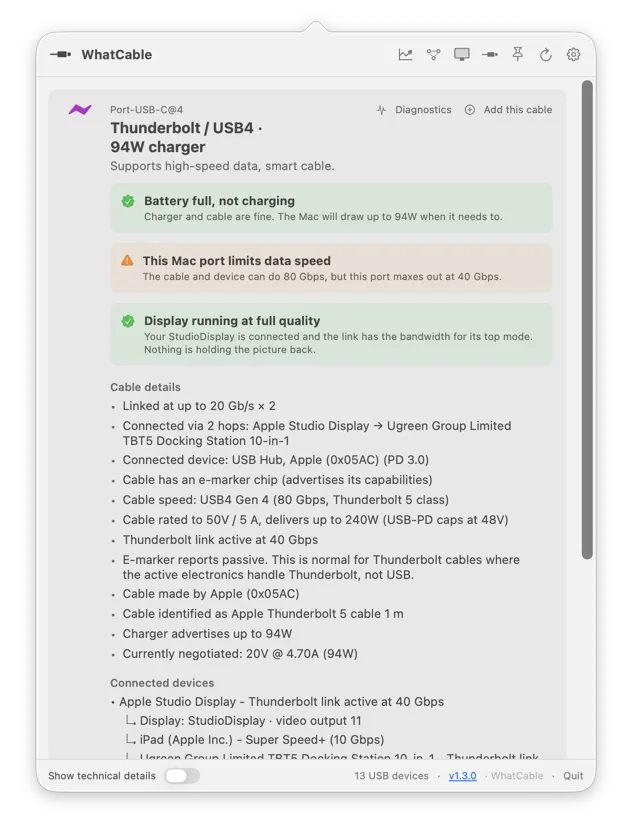 WhatCable
Port-USB-C@4
Diagnostics
Add this cable
Thunderbolt / USB4 ·
94W charger
Supports high-speed data, smart cable.
Battery full, not charging
Charger and cable are fine. The Mac will draw up to 94W when it needs to.
This Mac port limits data speed
The cable and device can do 80 Gbps, but this port maxes out at 40 Gbps.
Display running at full quality
Your StudioDisplay is connected and the link has the bandwidth for its top mode.
Nothing is holding the picture back.
Cable details
• Linked at up to 20 Gb/s × 2
• Connected via 2 hops: Apple Studio Display → Ugreen Group Limited
TBT5 Docking Station 10-in-1
• Connected device: USB Hub, Apple (0x05AC) (PD 3.0)
• Cable has an e-marker chip (advertises its capabilities)
• Cable speed: USB4 Gen 4 (80 Gbps, Thunderbolt 5 class)
• Cable rated to 50V / 5 A, delivers up to 240W (USB-PD caps at 48V)
• Thunderbolt link active at 40 Gbps
• E-marker reports passive. This is normal for Thunderbolt cables where
the active electronics handle Thunderbolt, not USB.
• Cable made by Apple (0x05AC)
• Cable identified as Apple Thunderbolt 5 cable 1 m
• Charger advertises up to 94W
• Currently negotiated: 20V @ 4.70A (94W)
Connected devices
• Apple Studio Display - Thunderbolt link active at 40 Gbps
Display: StudioDisplay · video output 11
iPad (Apple Inc.) - Super Speed+ (10 Gbps)
Ugreen Group Limited TBT5 Docking Station 10-in-1 - Thunderbolt link
Show technical details
13 USB devices · v1.3.0 · WhatCable · Quit